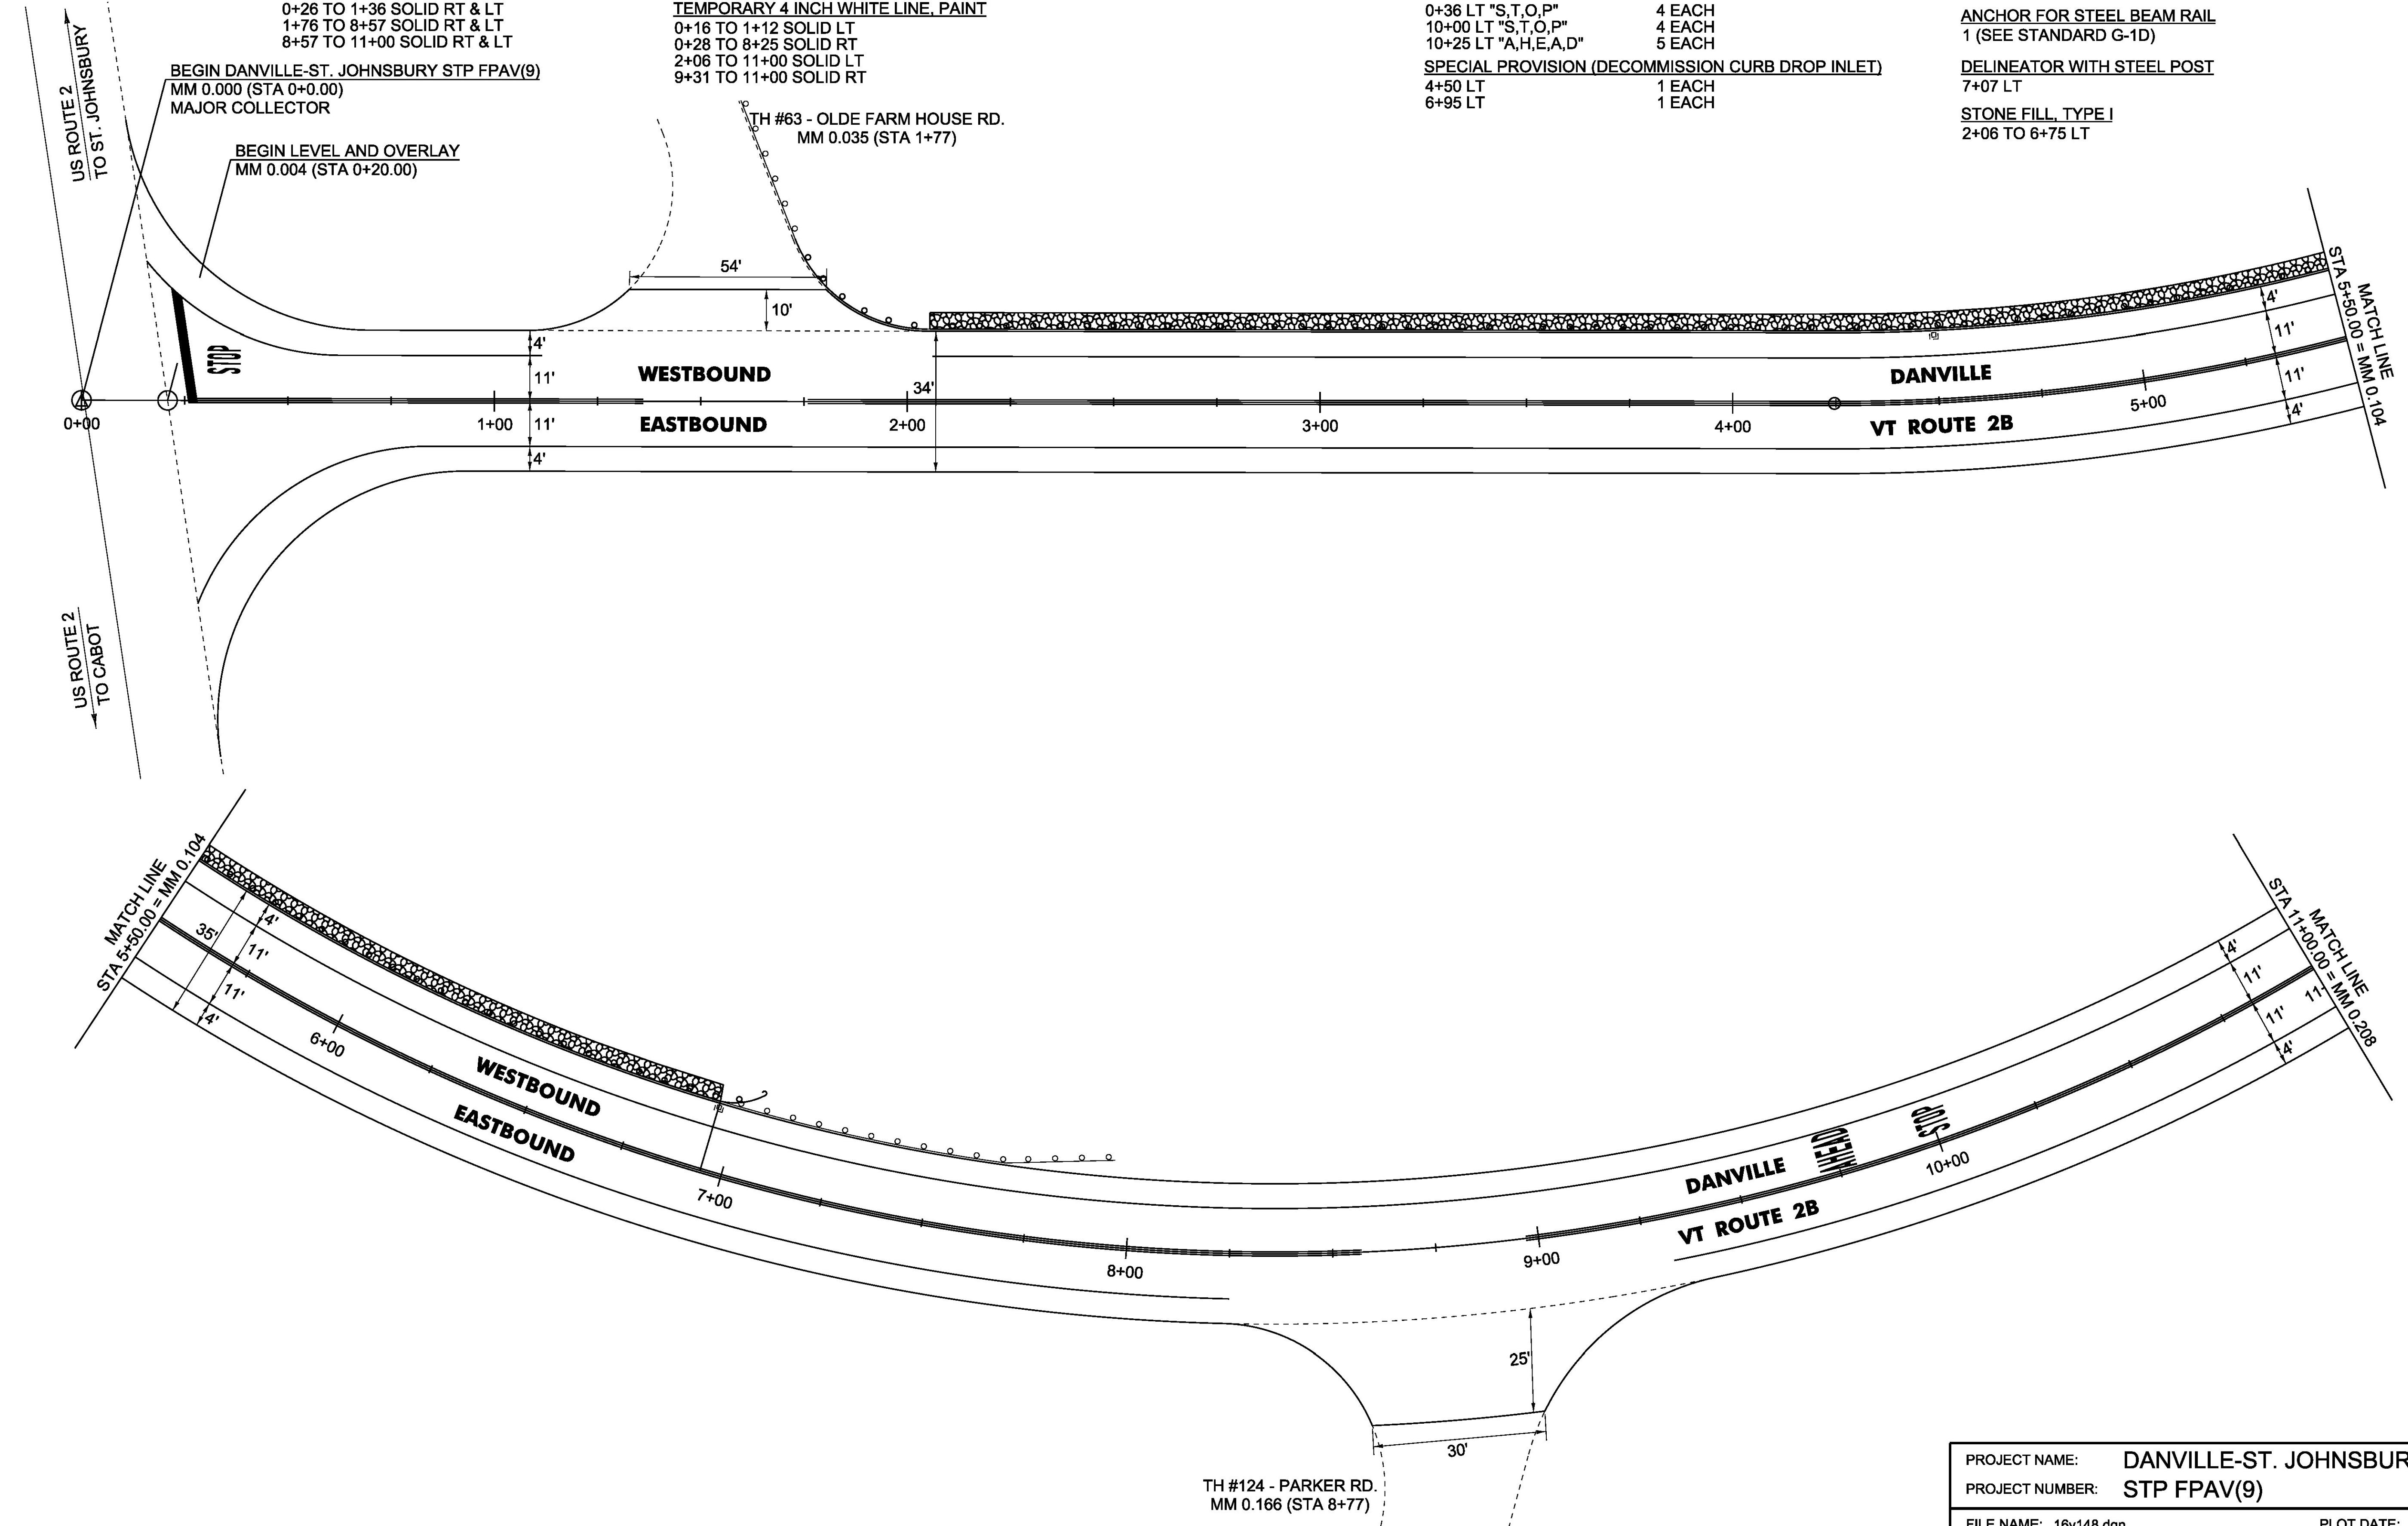 0+26 TO 1+36 SOLID RT & LT
1+76 TO 8+57 SOLID RT & LT
8+57 TO 11+00 SOLID RT & LT
TEMPORARY 4 INCH WHITE LINE, PAINT
0+16 TO 1+12 SOLID LT
0+28 TO 8+25 SOLID RT
2+06 TO 11+00 SOLID LT
9+31 TO 11+00 SOLID RT
0+36 LT "S,T,O,P" 4 EACH
10+00 LT "S,T,O,P" 4 EACH
10+25 LT "A,H,E,A,D" 5 EACH
SPECIAL PROVISION (DECOMMISSION CURB DROP INLET)
4+50 LT 1 EACH
6+95 LT 1 EACH
ANCHOR FOR STEEL BEAM RAIL
1 (SEE STANDARD G-1D)
DELINEATOR WITH STEEL POST
7+07 LT
STONE FILL, TYPE I
2+06 TO 6+75 LT
US ROUTE 2
TO ST. JOHNSBURY
BEGIN DANVILLE-ST. JOHNSBURY STP FPAV(9)
MM 0.000 (STA 0+0.00)
MAJOR COLLECTOR
BEGIN LEVEL AND OVERLAY
MM 0.004 (STA 0+20.00)
TH #63 - OLDE FARM HOUSE RD.
MM 0.035 (STA 1+77)
54'
10'
STOP
4'
11'
11'
4'
34'
WESTBOUND
EASTBOUND
DANVILLE
VT ROUTE 2B
0+00
1+00
2+00
3+00
4+00
5+00
4'
11'
11'
4'
MATCH LINE
STA 5+50.00 = MM 0.104
US ROUTE 2
TO CABOT
MATCH LINE
STA 5+50.00 = MM 0.104
35'
4'
11'
11'
4'
6+00
WESTBOUND
EASTBOUND
7+00
8+00
9+00
10+00
DANVILLE
VT ROUTE 2B
AHEAD
STOP
4'
11'
11'
4'
11'
MATCH LINE
STA 11+00.00 = MM 0.208
25'
30'
TH #124 - PARKER RD.
MM 0.166 (STA 8+77)
PROJECT NAME: DANVILLE-ST. JOHNSBUR
PROJECT NUMBER: STP FPAV(9)
FILE NAME: 16v148.dgn PLOT DATE: